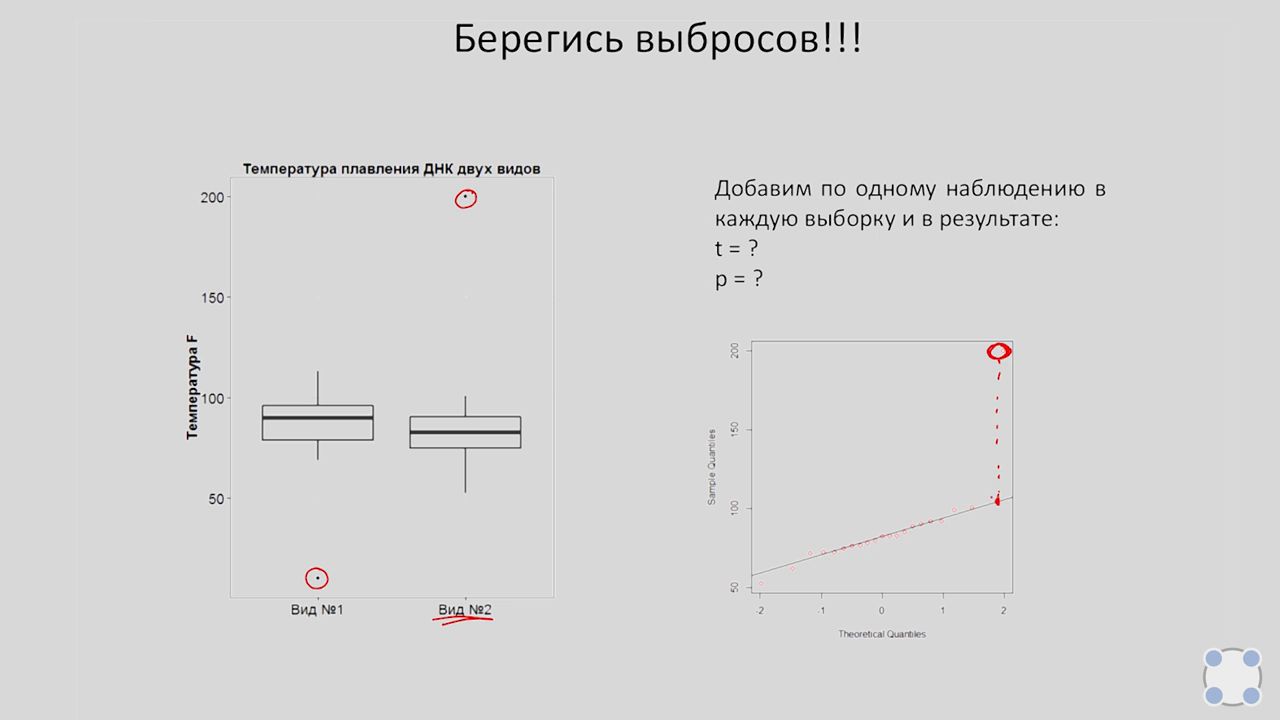 Берегись выбросов!!!
Температура плавления ДНК двух видов
Температура F
200
150
100
50
Вид №1
Вид №2
Добавим по одному наблюдению в
каждую выборку и в результате:
t = ?
p = ?
Sample Quantiles
200
150
100
50
-2
-1
0
1
2
Theoretical Quantiles